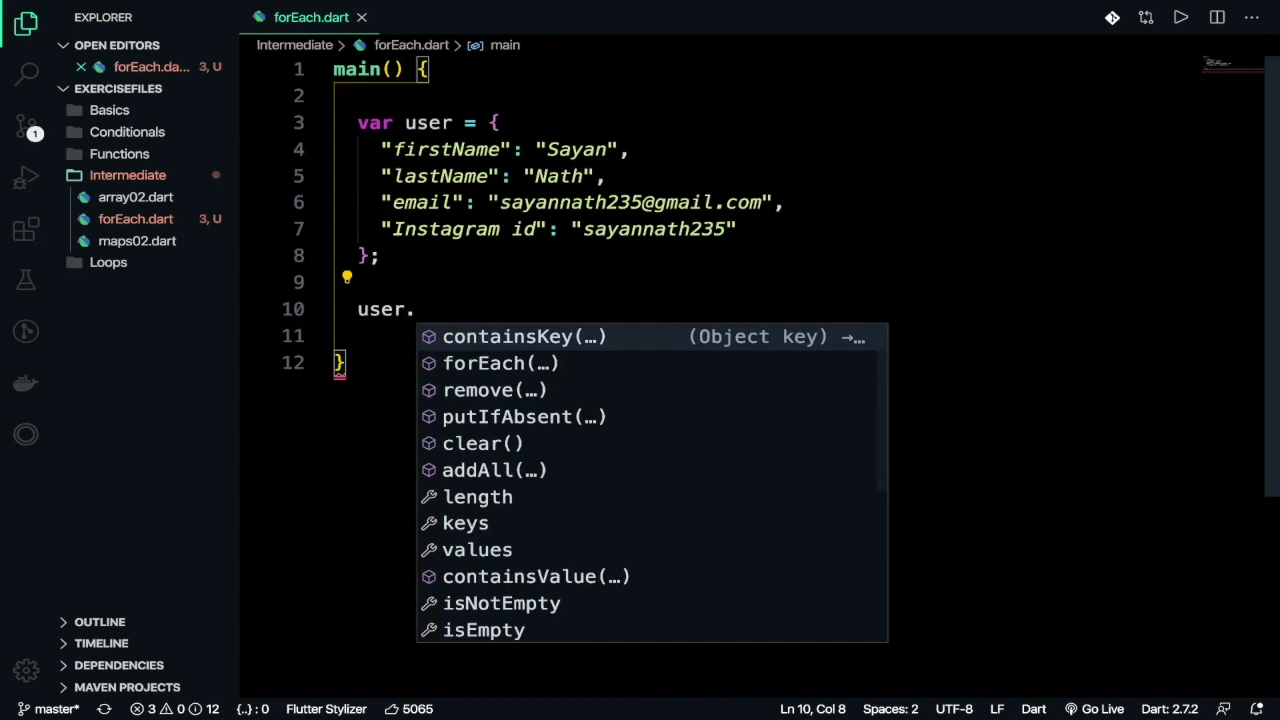 EXPLORER
OPEN EDITORS
forEach.da... 3, U
EXERCISEFILES
Basics
Conditionals
Functions
Intermediate
array02.dart
forEach.dart 3, U
maps02.dart
Loops
OUTLINE
TIMELINE
DEPENDENCIES
MAVEN PROJECTS
1
forEach.dart
Intermediate > forEach.dart > main
1 main() {
2
3 var user = {
4 "firstName": "Sayan",
5 "lastName": "Nath",
6 "email": "sayannath235@gmail.com",
7 "Instagram id": "sayannath235"
8 };
9
10 user.
11
12 }
containsKey(…) (Object key) →…
forEach(…)
remove(…)
putIfAbsent(…)
clear()
addAll(…)
length
keys
values
containsValue(…)
isNotEmpty
isEmpty
master* 3 0 12 {..} : 0 Flutter Stylizer 5065 Ln 10, Col 8 Spaces: 2 UTF-8 LF Dart Go Live Dart: 2.7.2